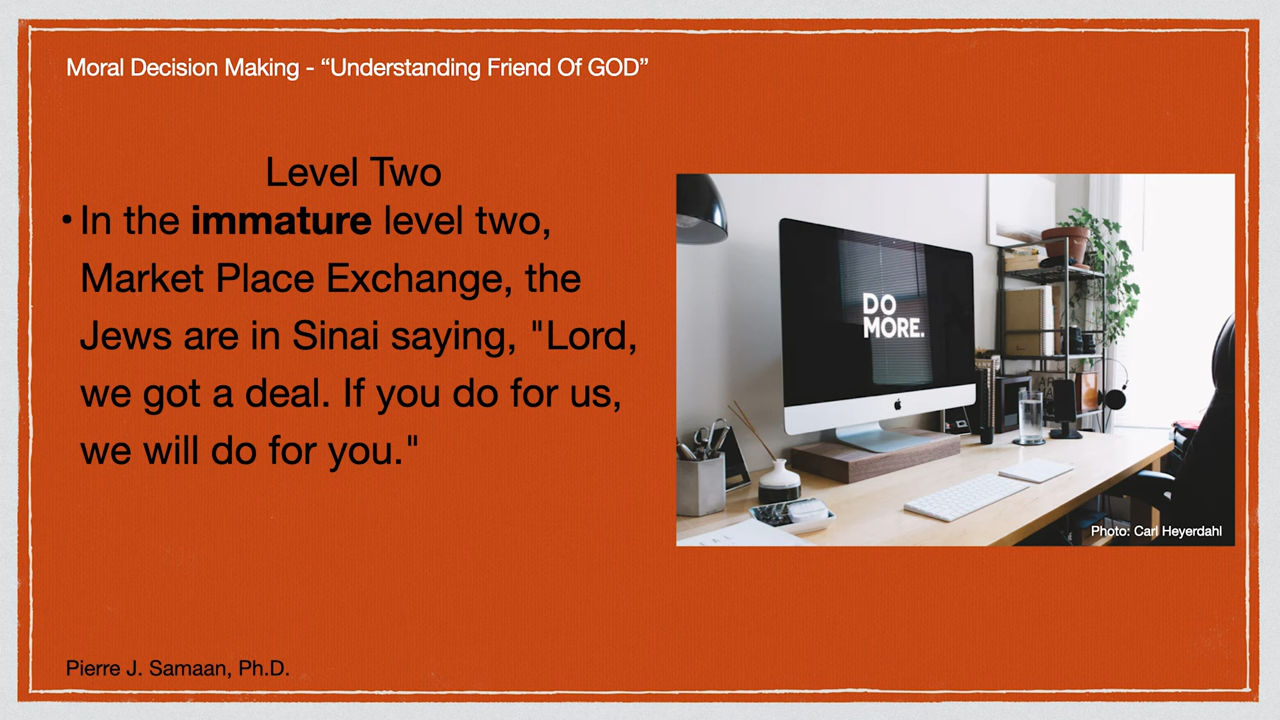 Moral Decision Making - “Understanding Friend Of GOD”
Level Two
• In the immature level two,
Market Place Exchange, the
Jews are in Sinai saying, "Lord,
we got a deal. If you do for us,
we will do for you."
DO
MORE.
Photo: Carl Heyerdahl
Pierre J. Samaan, Ph.D.